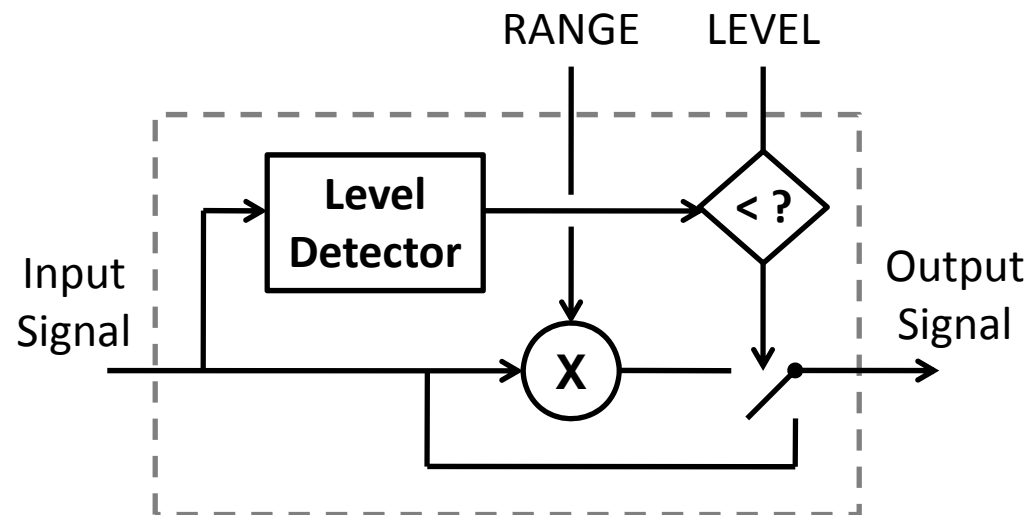 RANGE
LEVEL
Level
Detector
< ?
Input
Signal
X
Output
Signal